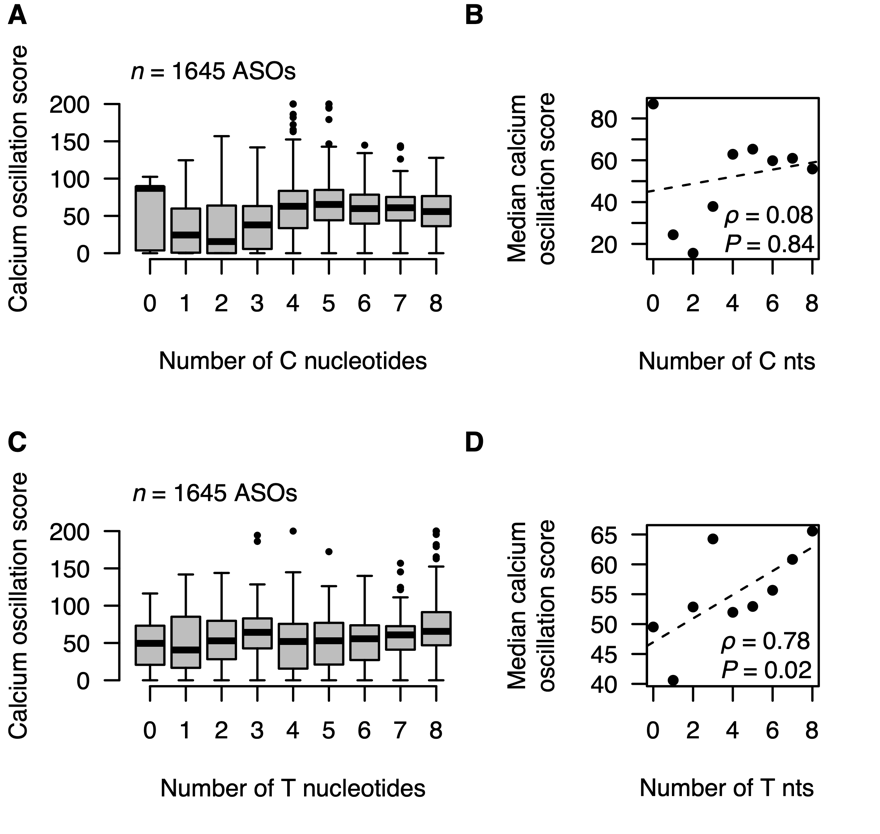 A
n = 1645 ASOs
Calcium oscillation score
200
150
100
50
0
0 1 2 3 4 5 6 7 8
Number of C nucleotides
B
Median calcium
oscillation score
80
60
40
20
ρ = 0.08
P = 0.84
0 2 4 6 8
Number of C nts
C
n = 1645 ASOs
Calcium oscillation score
200
150
100
50
0
0 1 2 3 4 5 6 7 8
Number of T nucleotides
D
Median calcium
oscillation score
65
60
55
50
45
40
ρ = 0.78
P = 0.02
0 2 4 6 8
Number of T nts